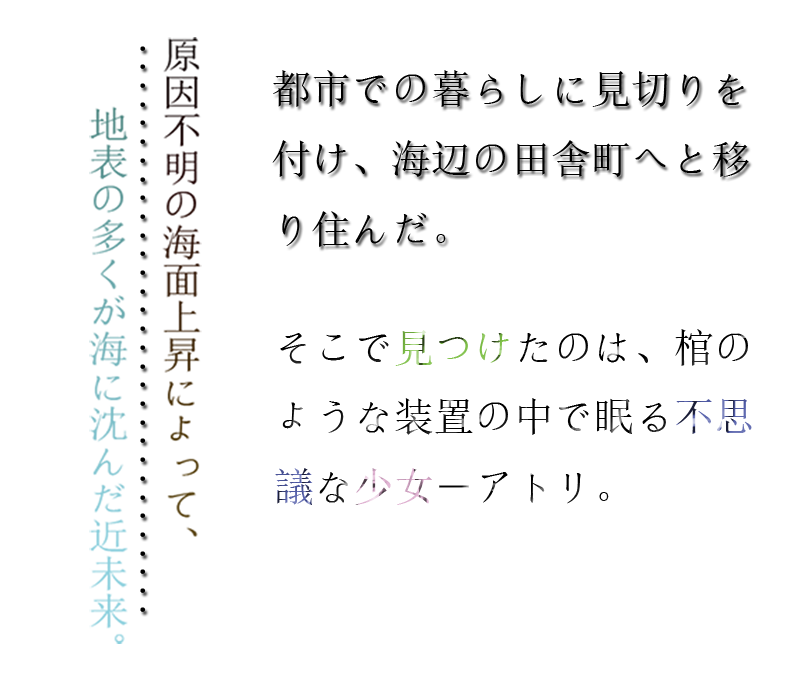 原因不明の海面上昇によって、
地表の多くが海に沈んだ近未来。
都市での暮らしに見切りを
付け、海辺の田舎町へと移
り住んだ。
そこで見つけたのは、棺の
ような装置の中で眠る不思
議な少女ーアトリ。